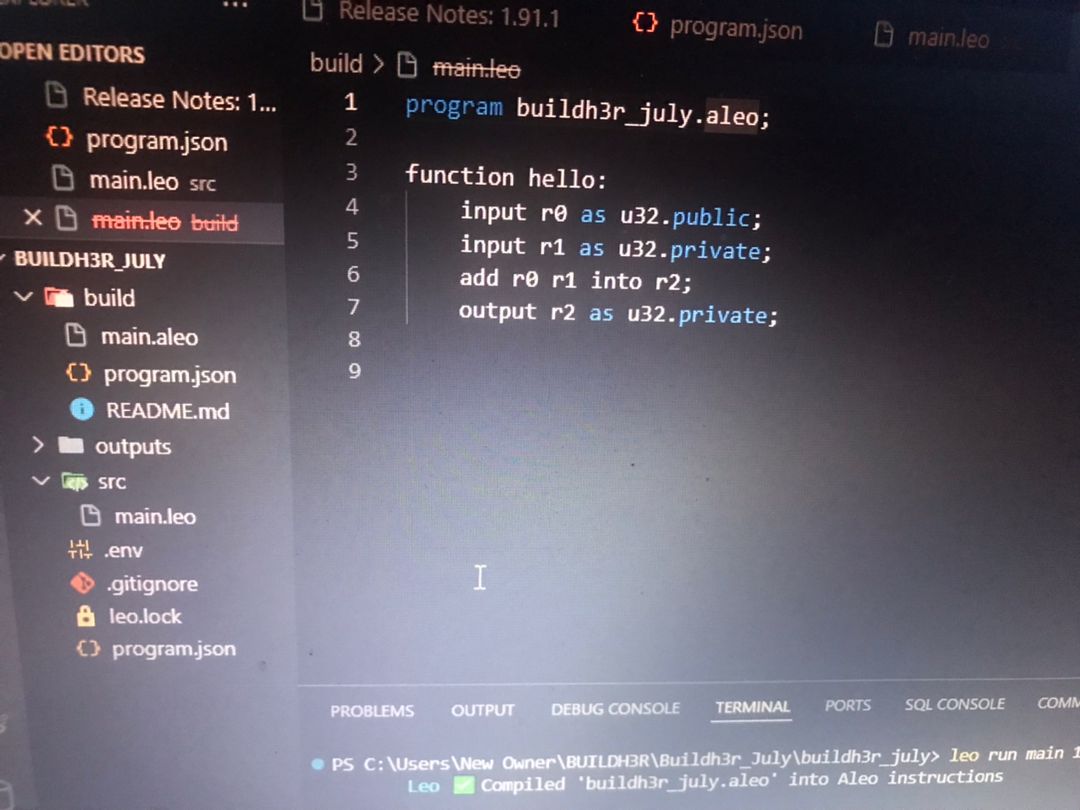 ...
Release Notes: 1.91.1
{} program.json
main.leo
OPEN EDITORS
Release Notes: 1...
{} program.json
main.leo src
main.leo build
BUILDH3R_JULY
build
main.aleo
{} program.json
README.md
outputs
src
main.leo
.env
.gitignore
leo.lock
{} program.json
build > main.leo
1 program buildh3r_july.aleo;
2
3 function hello:
4 input r0 as u32.public;
5 input r1 as u32.private;
6 add r0 r1 into r2;
7 output r2 as u32.private;
8
9
PROBLEMS OUTPUT DEBUG CONSOLE TERMINAL PORTS SQL CONSOLE
PS C:\Users\New Owner\BUILDH3R\Buildh3r_July\buildh3r_july> leo run main 1
Leo ✅ Compiled 'buildh3r_july.aleo' into Aleo instructions